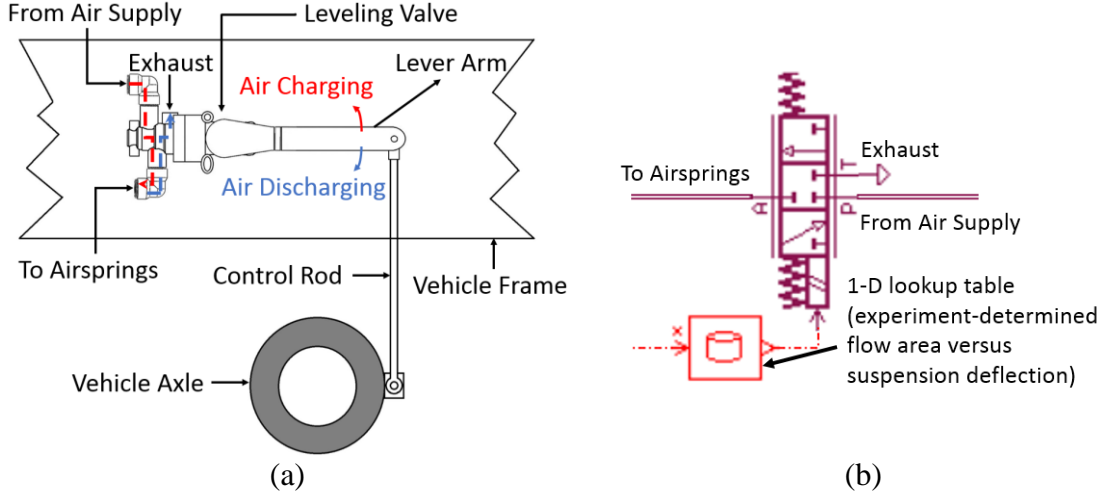 From Air Supply
Leveling Valve
Exhaust
Lever Arm
Air Charging
Air Discharging
To Airsprings
Control Rod
Vehicle Frame
Vehicle Axle
(a)
To Airsprings
Exhaust
T
A
P
From Air Supply
1-D lookup table
(experiment-determined
flow area versus
suspension deflection)
x
(b)